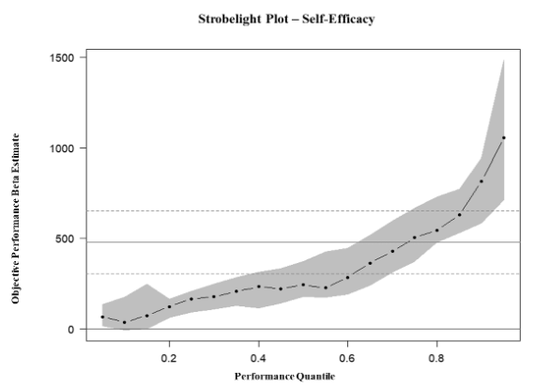 Strobelight Plot – Self-Efficacy
Objective Performance Beta Estimate
1500
1000
500
0
0.2 0.4 0.6 0.8
Performance Quantile